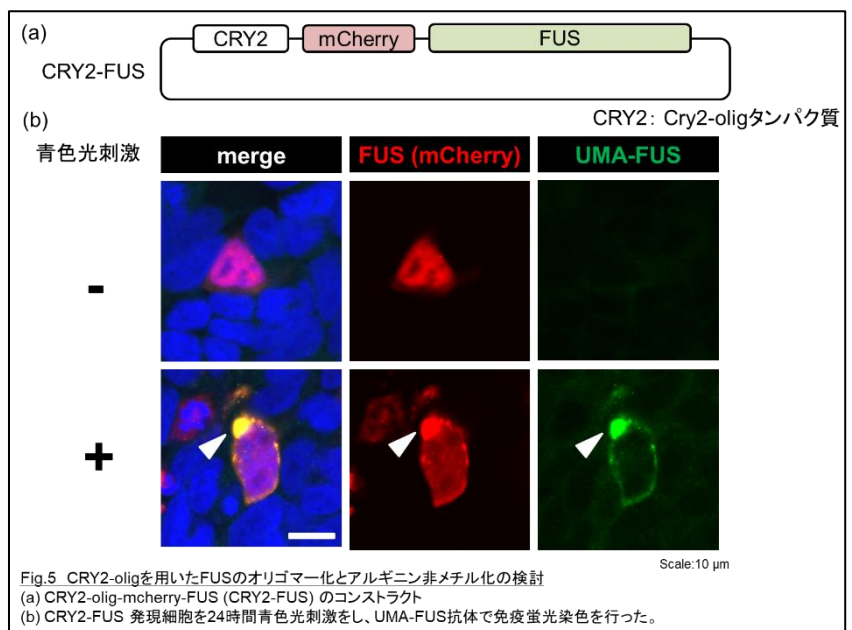 (a)
CRY2 mCherry FUS
CRY2-FUS
CRY2： Cry2-oligタンパク質
(b)
青色光刺激 merge FUS (mCherry) UMA-FUS
-
+
Scale:10 μm
Fig.5 CRY2-oligを用いたFUSのオリゴマー化とアルギニン非メチル化の検討
(a) CRY2-olig-mcherry-FUS (CRY2-FUS) のコンストラクト
(b) CRY2-FUS 発現細胞を24時間青色光刺激をし、UMA-FUS抗体で免疫蛍光染色を行った。